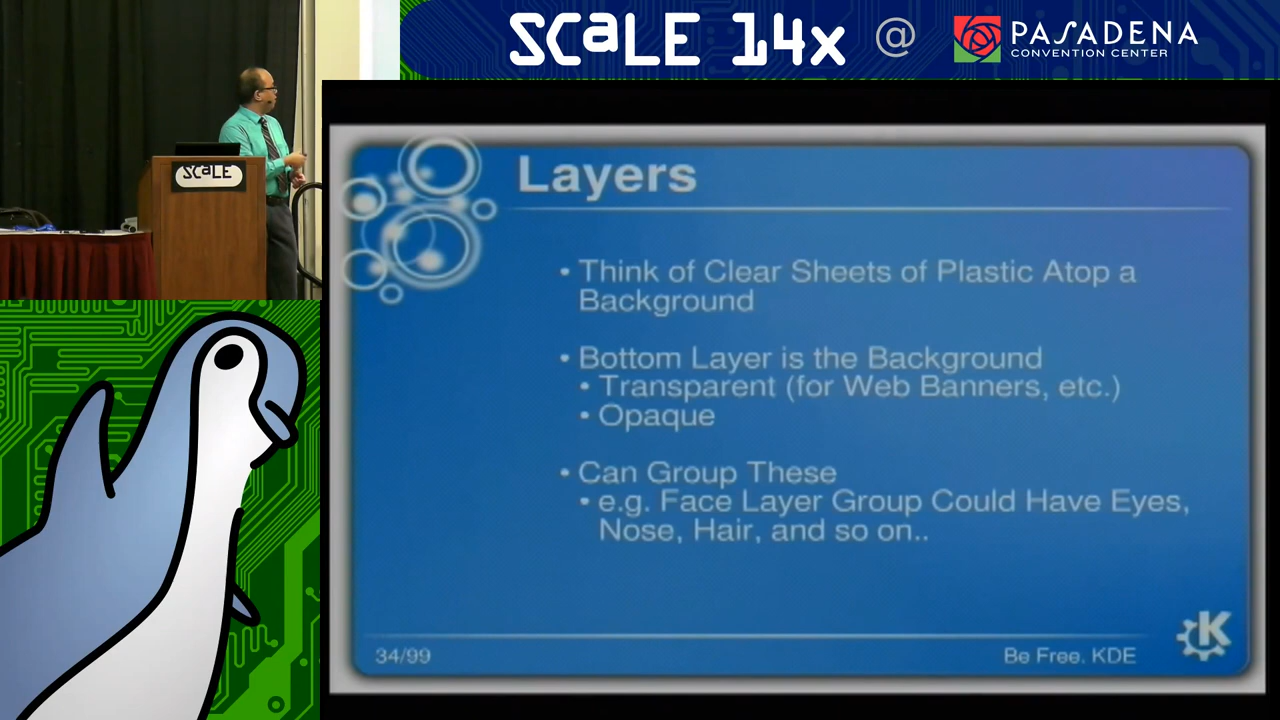 SCaLE 14x @ PASADENA
CONVENTION CENTER
SCaLE
Layers
• Think of Clear Sheets of Plastic Atop a
Background
• Bottom Layer is the Background
• Transparent (for Web Banners, etc.)
• Opaque
• Can Group These
• e.g. Face Layer Group Could Have Eyes,
Nose, Hair, and so on..
34/99
Be Free. KDE
K